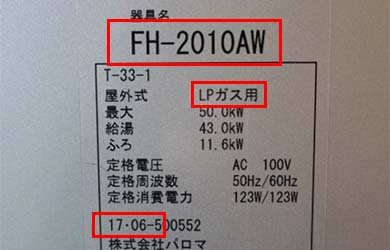 器具名
FH-2010AW
T-33-1
屋外式 LPガス用
最大 50.0kW
給湯 43.0kW
ふろ 11.6kW
定格電圧 AC 100V
定格周波数 50Hz/60Hz
定格消費電力 123W/123W
17・06-500552
株式会社パロマ